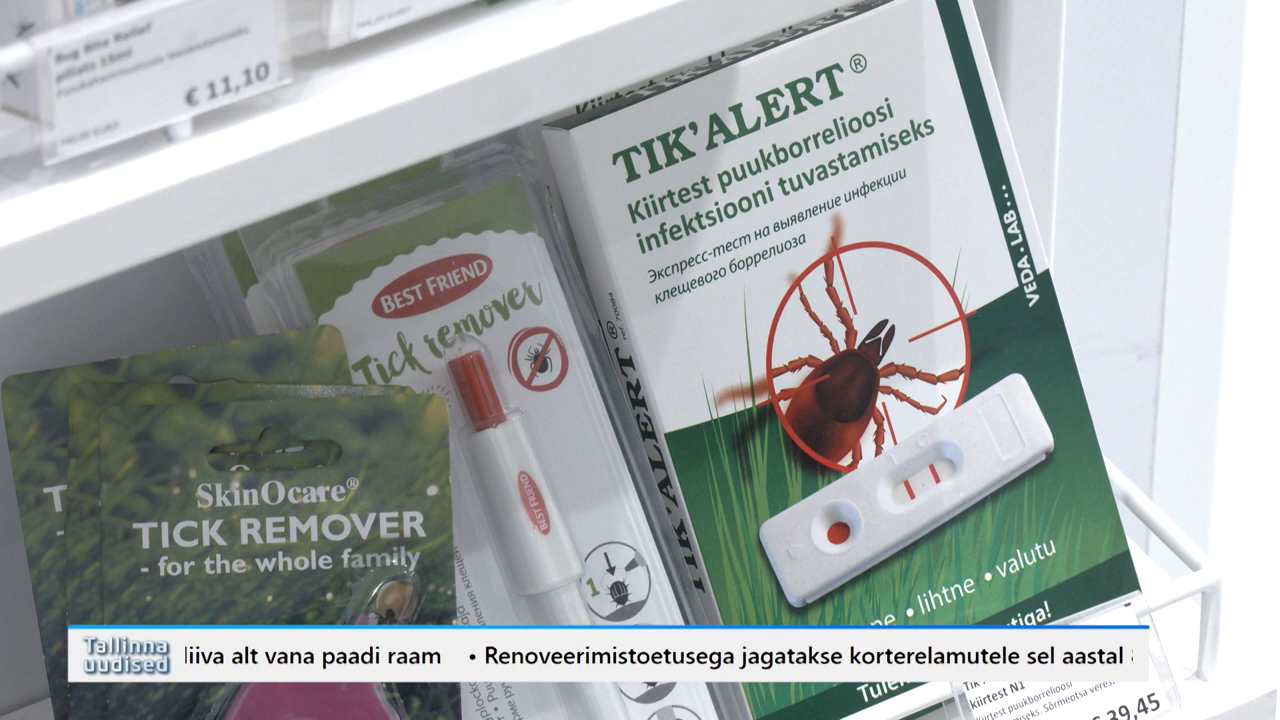 Bug Bite Relief
€ 11,10
TIK'ALERT®
Kiirtest puukborrelioosi
infektsiooni tuvastamiseks
Экспресс-тест на выявление инфекции
клещевого боррелиоза
VEDA·LAB...
TIK'ALERT®
BEST FRIEND
Tick remover
BEST FRIEND
1
SkinOcare®
TICK REMOVER
- for the whole family
• lihtne • valutu
Tallinna
uudised
liiva alt vana paadi raam • Renoveerimistoetusega jagatakse korterelamutele sel aastal
kiirtest N1
Kiirtest puukborrelioosi
39,45